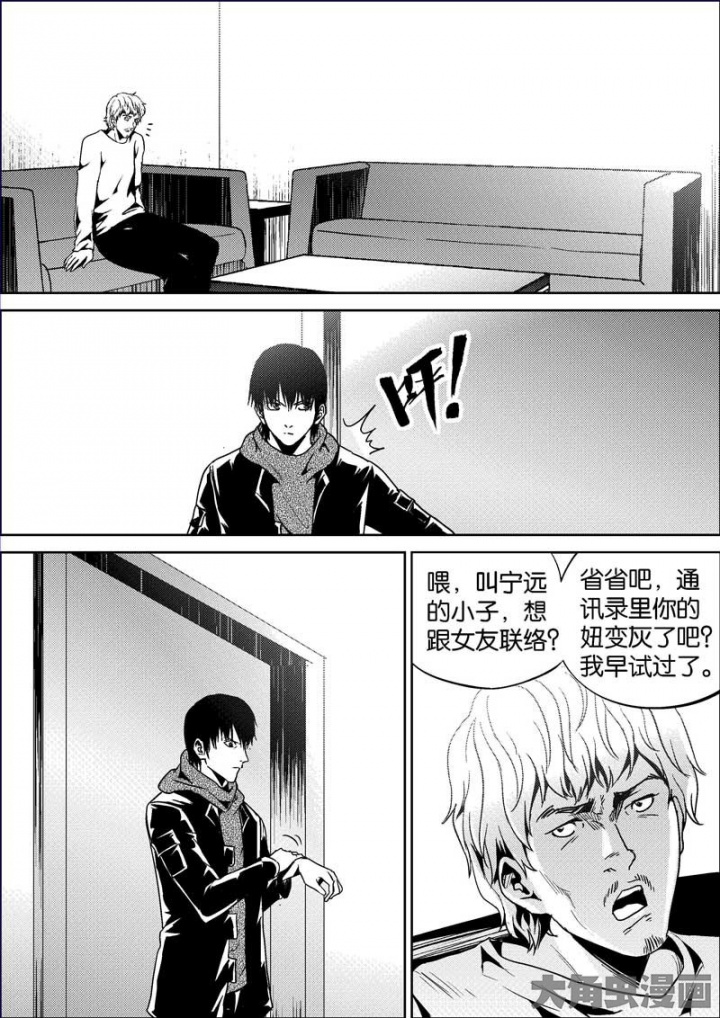 呯！
喂，叫宁远
的小子，想
跟女友联络？
省省吧，通
讯录里你的
妞变灰了吧？
我早试过了。
大角虫漫画